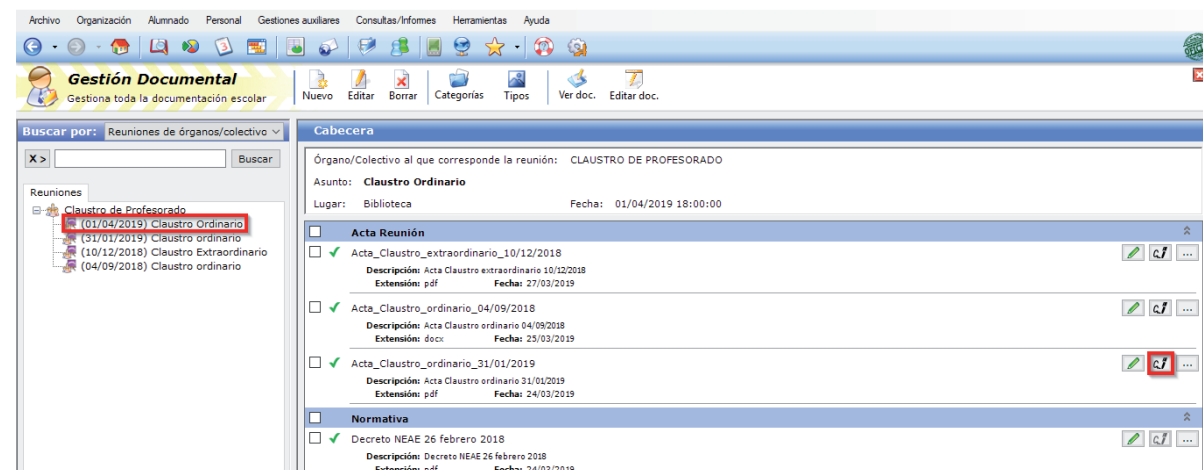 Archivo Organización Alumnado Personal Gestiones auxiliares Consultas/Informes Herramientas Ayuda
Gestión Documental
Gestiona toda la documentación escolar
Nuevo Editar Borrar Categorías Tipos Ver doc. Editar doc.
Buscar por: Reuniones de órganos/colectivo
X > Buscar
Reuniones
Claustro de Profesorado
(01/04/2019) Claustro Ordinario
(31/01/2019) Claustro ordinario
(10/12/2018) Claustro Extraordinario
(04/09/2018) Claustro ordinario
Cabecera
Órgano/Colectivo al que corresponde la reunión: CLAUSTRO DE PROFESORADO
Asunto: Claustro Ordinario
Lugar: Biblioteca Fecha: 01/04/2019 18:00:00
Acta Reunión
Acta_Claustro_extraordinario_10/12/2018
...
Descripción: Acta Claustro extraordinario 10/12/2018
Extensión: pdf Fecha: 27/03/2019
Acta_Claustro_ordinario_04/09/2018
...
Descripción: Acta Claustro ordinario 04/09/2018
Extensión: docx Fecha: 25/03/2019
Acta_Claustro_ordinario_31/01/2019
...
Descripción: Acta Claustro ordinario 31/01/2019
Extensión: pdf Fecha: 24/03/2019
Normativa
Decreto NEAE 26 febrero 2018
...
Descripción: Decreto NEAE 26 febrero 2018
Extensión: pdf Fecha: 24/03/2019